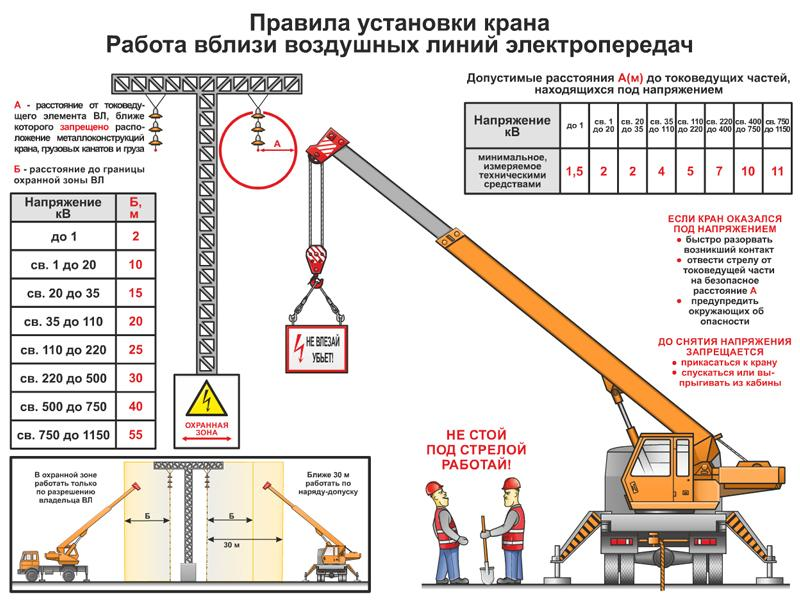 Правила установки крана
Работа вблизи воздушных линий электропередач
А - расстояние от токоведу-
щего элемента ВЛ, ближе
которого запрещено распо-
ложение металлоконструкций
крана, грузовых канатов и груза
Б - расстояние до границы
охранной зоны ВЛ
Напряжение кВ | Б, м
до 1 | 2
св. 1 до 20 | 10
св. 20 до 35 | 15
св. 35 до 110 | 20
св. 110 до 220 | 25
св. 220 до 500 | 30
св. 500 до 750 | 40
св. 750 до 1150 | 55
А
ОХРАННАЯ
ЗОНА
НЕ ВЛЕЗАЙ
УБЬЕТ!
Допустимые расстояния А(м) до токоведущих частей,
находящихся под напряжением
Напряжение кВ | до 1 | св. 1 до 20 | св. 20 до 35 | св. 35 до 110 | св. 110 до 220 | св. 220 до 400 | св. 400 до 750 | св. 750 до 1150
минимальное, измеряемое техническими средствами | 1,5 | 2 | 2 | 4 | 5 | 7 | 10 | 11
ЕСЛИ КРАН ОКАЗАЛСЯ
ПОД НАПРЯЖЕНИЕМ
● быстро разорвать
возникший контакт
● отвести стрелу от
токоведущей части
на безопасное
расстояние А
● предупредить
окружающих об
опасности
ДО СНЯТИЯ НАПРЯЖЕНИЯ
ЗАПРЕЩАЕТСЯ
● прикасаться к крану
● спускаться или вы-
прыгивать из кабины
НЕ СТОЙ
ПОД СТРЕЛОЙ
РАБОТАЙ!
В охранной зоне
работать только
по разрешению
владельца ВЛ
Б
Б
30 м
Ближе 30 м
работать по
наряду-допуску